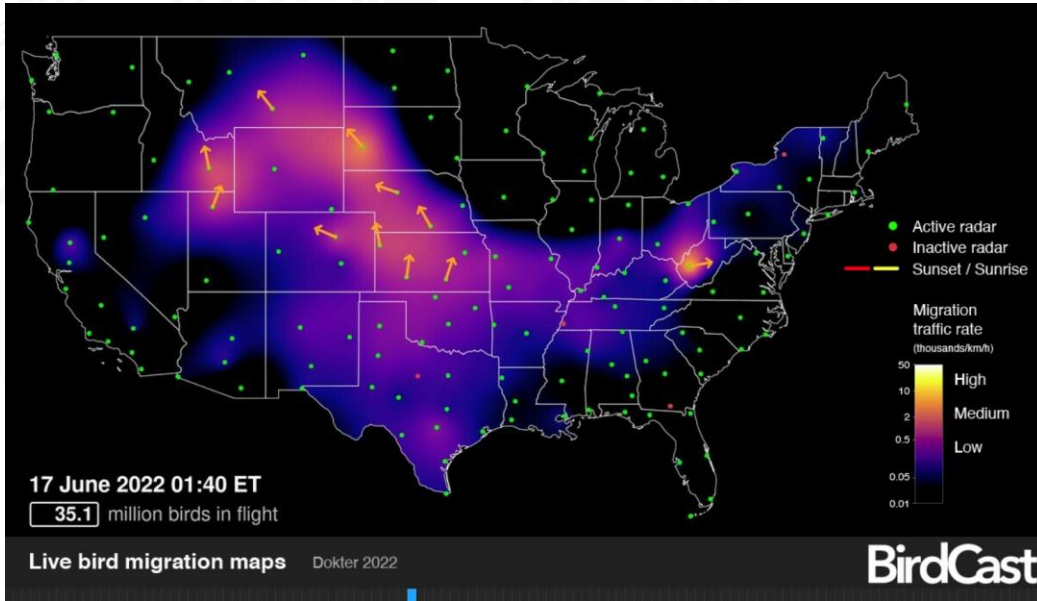 Active radar
Inactive radar
Sunset / Sunrise
Migration
traffic rate
(thousands/km/h)
50
10
2
0.5
0.05
0.01
High
Medium
Low
17 June 2022 01:40 ET
35.1 million birds in flight
Live bird migration maps Dokter 2022
BirdCast